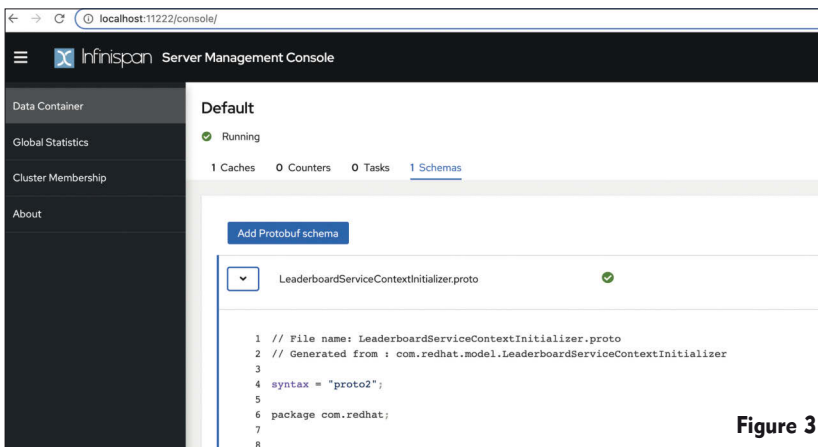 localhost:11222/console/
Infinispan Server Management Console
Data Container
Global Statistics
Cluster Membership
About
Default
Running
1 Caches 0 Counters 0 Tasks 1 Schemas
Add Protobuf schema
LeaderboardServiceContextInitializer.proto
1 // File name: LeaderboardServiceContextInitializer.proto
2 // Generated from : com.redhat.model.LeaderboardServiceContextInitializer
3
4 syntax = "proto2";
5
6 package com.redhat;
7
8
Figure 3